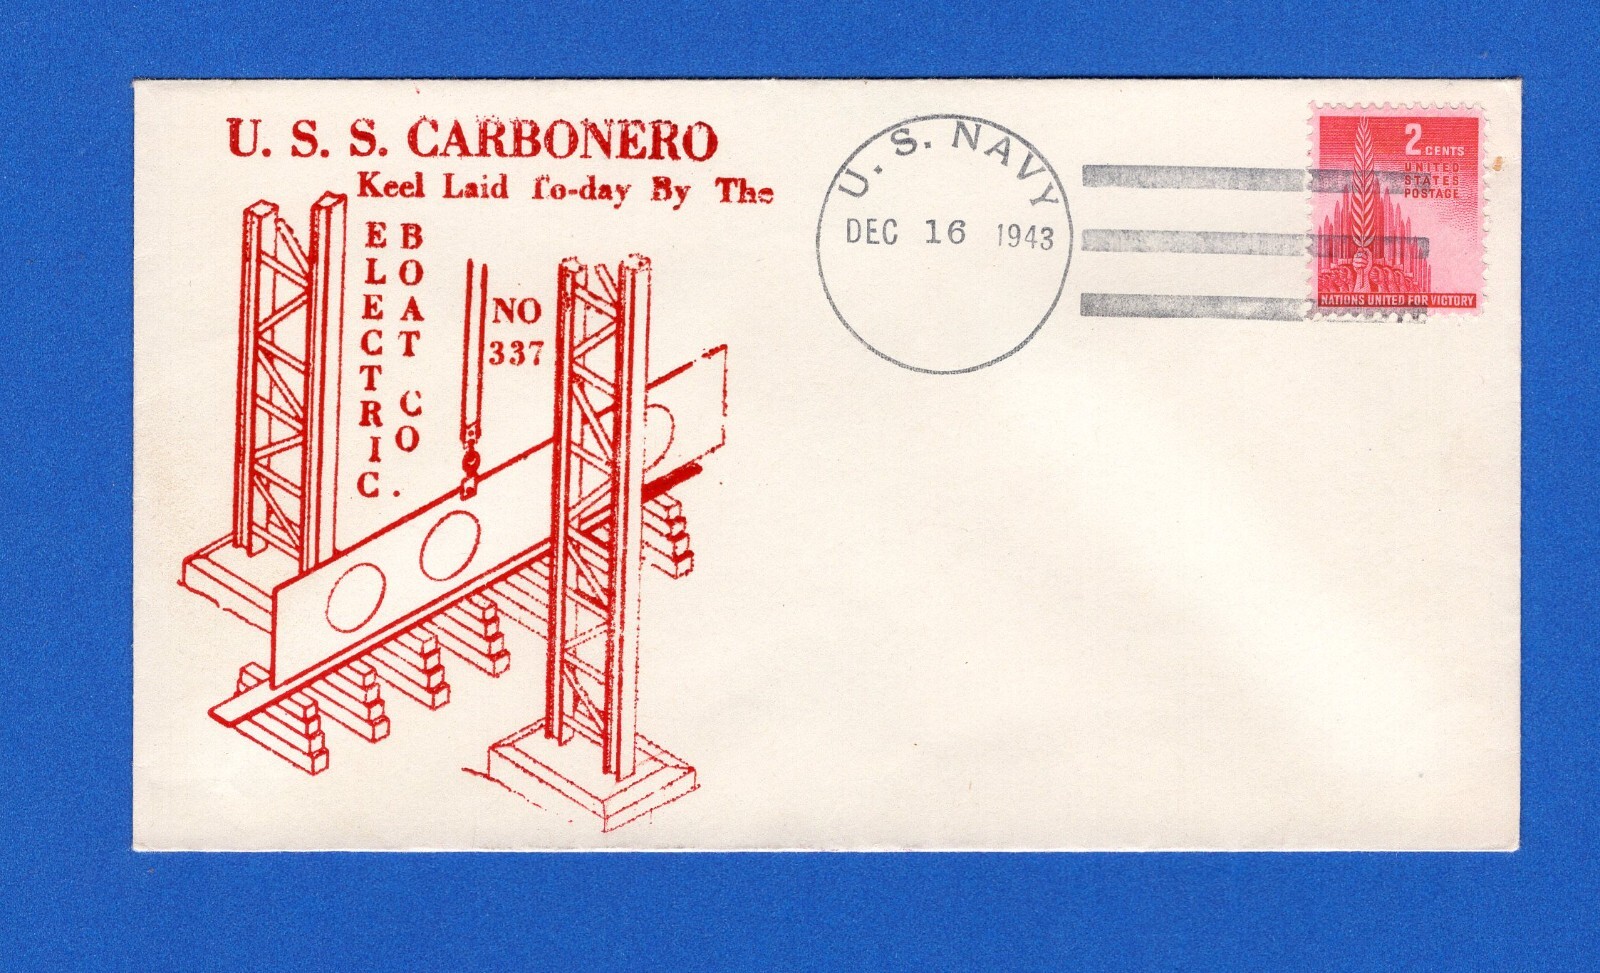 U. S. S. CARBONERO
Keel Laid To-day By The
ELECTRIC
BOAT CO.
NO
337
U. S. NAVY
DEC 16 1943
2 CENTS
UNITED
STATES
POSTAGE
NATIONS UNITED FOR VICTORY